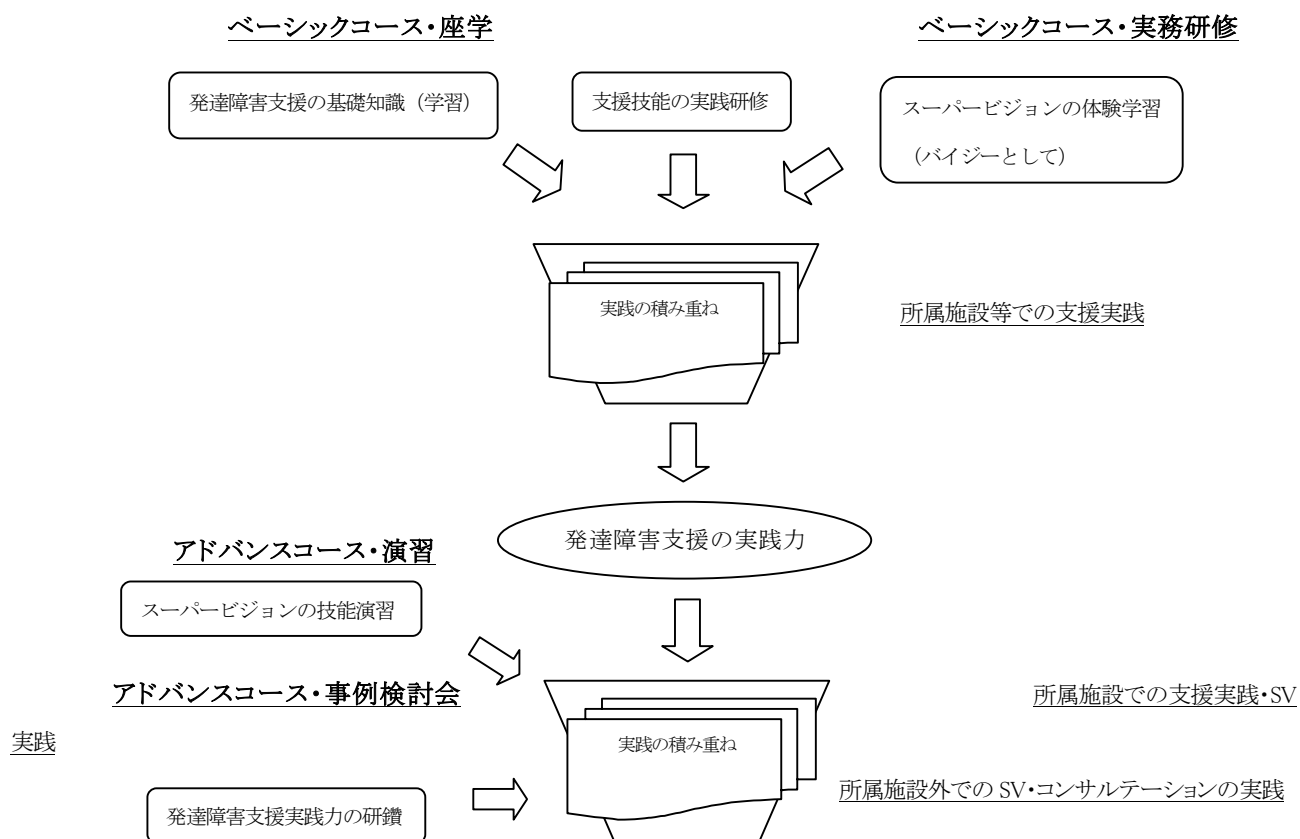 ベーシックコース・座学
ベーシックコース・実務研修
発達障害支援の基礎知識（学習）
支援技能の実践研修
スーパービジョンの体験学習
（バイジーとして）
実践の積み重ね
所属施設等での支援実践
発達障害支援の実践力
アドバンスコース・演習
スーパービジョンの技能演習
アドバンスコース・事例検討会
所属施設での支援実践・SV
実践
実践の積み重ね
所属施設外での SV・コンサルテーションの実践
発達障害支援実践力の研鑽